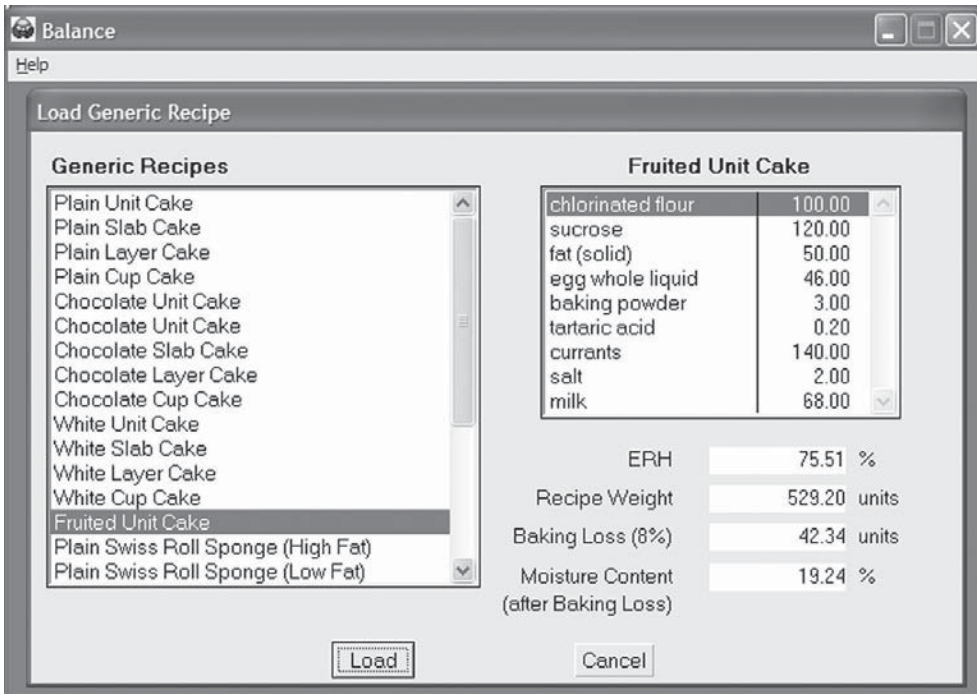 Balance
Help
Load Generic Recipe
Generic Recipes
Plain Unit Cake
Plain Slab Cake
Plain Layer Cake
Plain Cup Cake
Chocolate Unit Cake
Chocolate Unit Cake
Chocolate Slab Cake
Chocolate Layer Cake
Chocolate Cup Cake
White Unit Cake
White Slab Cake
White Layer Cake
White Cup Cake
Fruited Unit Cake
Plain Swiss Roll Sponge (High Fat)
Plain Swiss Roll Sponge (Low Fat)
Fruited Unit Cake
chlorinated flour 100.00
sucrose 120.00
fat (solid) 50.00
egg whole liquid 46.00
baking powder 3.00
tartaric acid 0.20
currants 140.00
salt 2.00
milk 68.00
ERH 75.51 %
Recipe Weight 529.20 units
Baking Loss (8%) 42.34 units
Moisture Content 19.24 %
(after Baking Loss)
Load Cancel